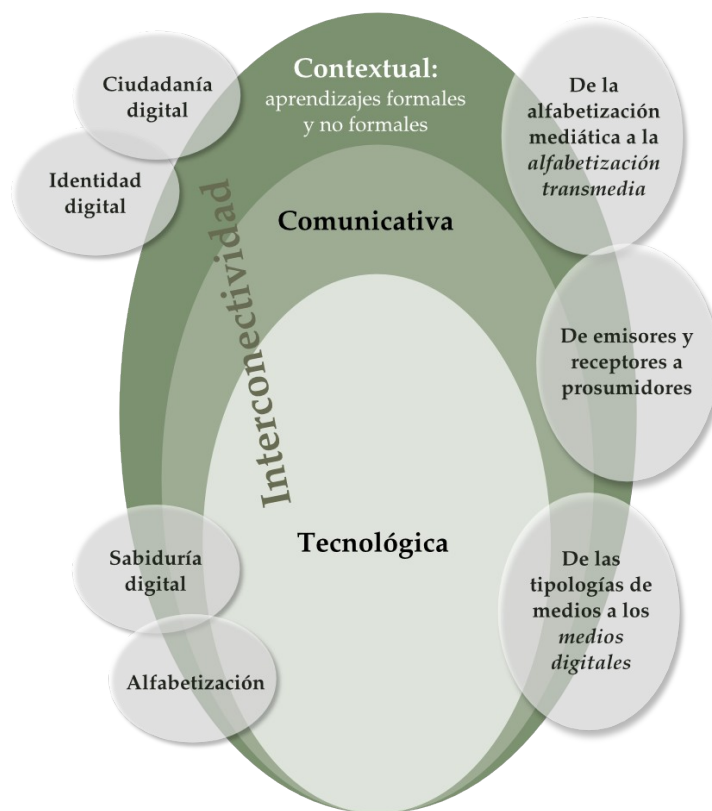 Contextual:
aprendizajes formales
y no formales
Ciudadanía
digital
Identidad
digital
De la
alfabetización
mediática a la
alfabetización
transmedia
Comunicativa
Interconectividad
De emisores y
receptores a
prosumidores
Tecnológica
Sabiduría
digital
Alfabetización
De las
tipologías de
medios a los
medios
digitales